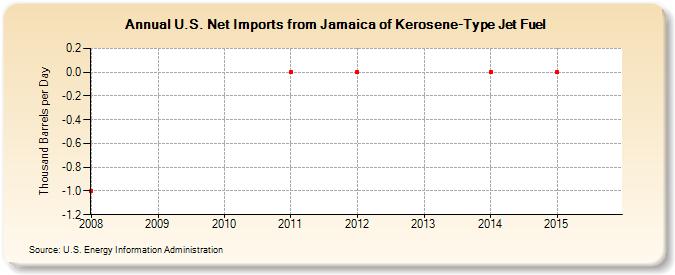 Annual U.S. Net Imports from Jamaica of Kerosene-Type Jet Fuel
Thousand Barrels per Day
0.2
0.0
-0.2
-0.4
-0.6
-0.8
-1.0
-1.2
2008 2009 2010 2011 2012 2013 2014 2015
Source: U.S. Energy Information Administration